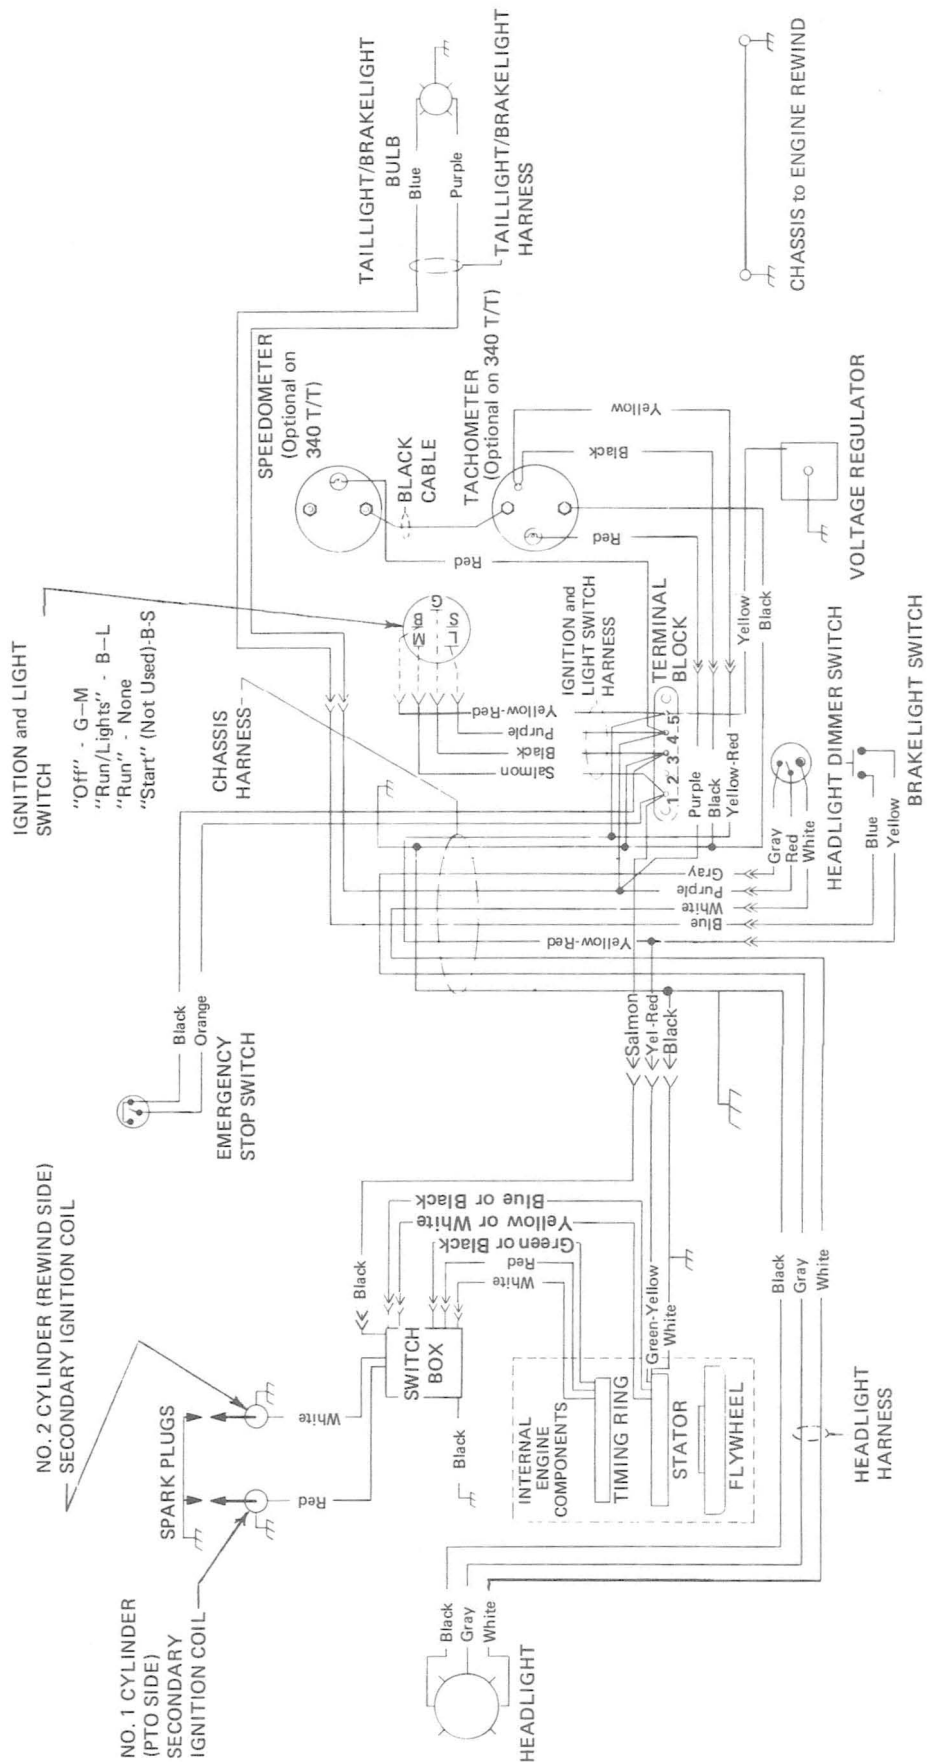 IGNITION and LIGHT
SWITCH
"Off" - G-M
"Run/Lights" - B-L
"Run" - None
"Start" (Not Used)-B-S
CHASSIS
HARNESS
TAILLIGHT/BRAKELIGHT
BULB
Blue
Purple
TAILLIGHT/BRAKELIGHT
HARNESS
SPEEDOMETER
(Optional on
340 T/T)
BLACK
CABLE
TACHOMETER
(Optional on 340 T/T)
Red
Red
Black
Yellow
G
B
S
M
L
IGNITION and
LIGHT SWITCH
HARNESS
Yellow-Red
Purple
Black
Salmon
TERMINAL
BLOCK
1 2 3 4 5
Yellow
Black
VOLTAGE REGULATOR
CHASSIS to ENGINE REWIND
Purple
Black
Yellow-Red
Gray
Red
White
HEADLIGHT DIMMER SWITCH
Blue
Yellow
BRAKELIGHT SWITCH
Gray
Purple
White
Blue
Yellow-Red
Black
Orange
EMERGENCY
STOP SWITCH
Salmon
Yel-Red
Black
NO. 2 CYLINDER (REWIND SIDE)
SECONDARY IGNITION COIL
SPARK PLUGS
NO. 1 CYLINDER
(PTO SIDE)
SECONDARY
IGNITION COIL
White
Red
Black
SWITCH
BOX
Black
Blue or Black
Yellow or White
Green or Black
Red
White
INTERNAL
ENGINE
COMPONENTS
TIMING RING
STATOR
FLYWHEEL
Green-Yellow
White
Black
Gray
White
HEADLIGHT
HARNESS
Black
Gray
White
HEADLIGHT